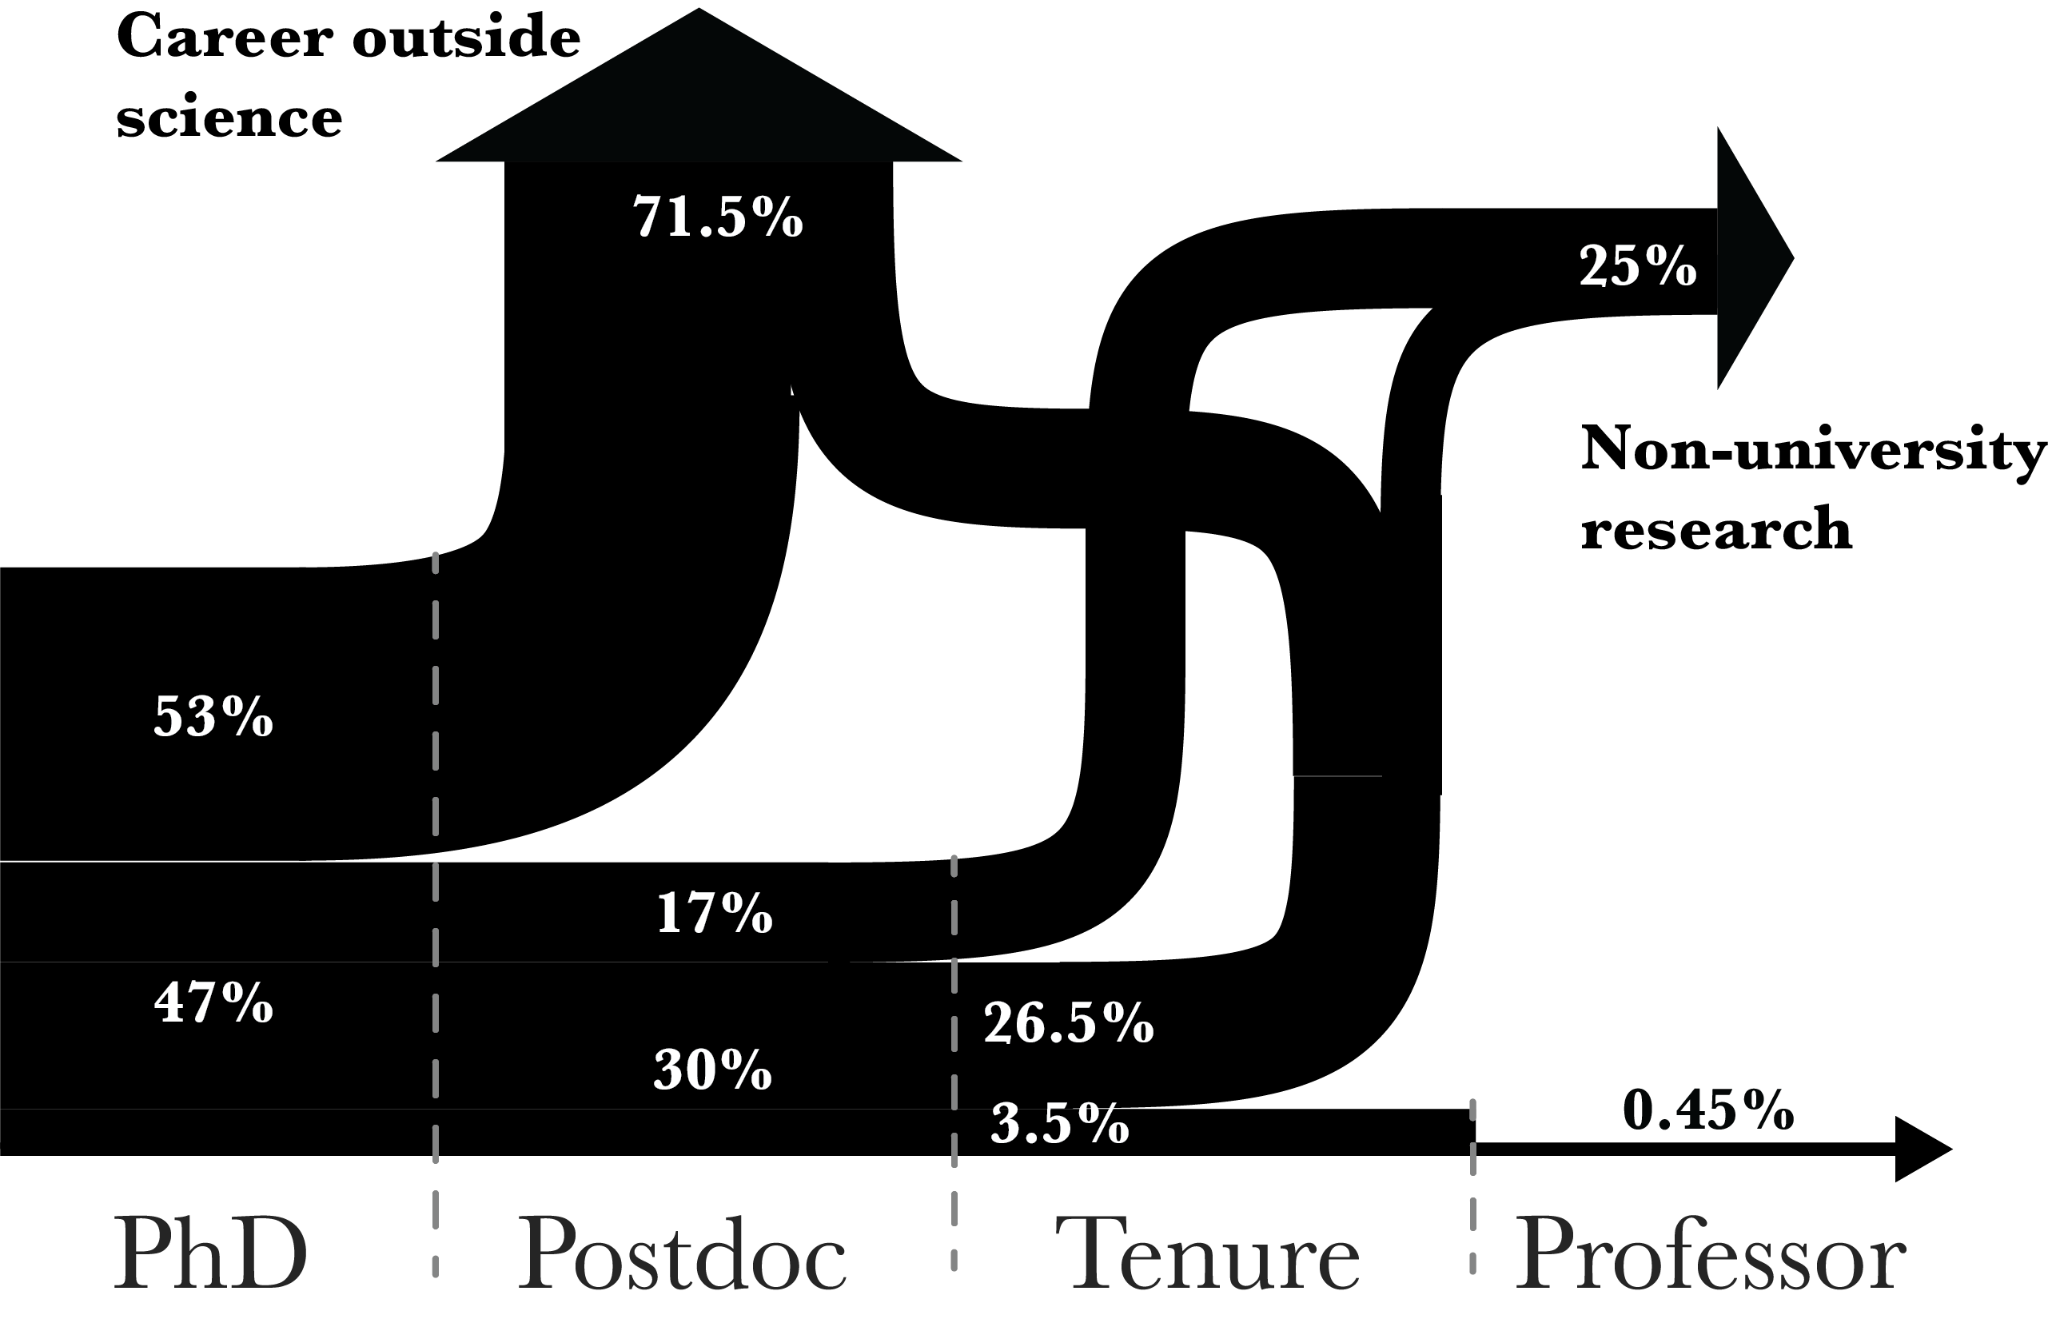 Career outside
science
71.5%
25%
Non-university
research
53%
17%
47%
26.5%
30%
3.5%
0.45%
PhD
Postdoc
Tenure
Professor